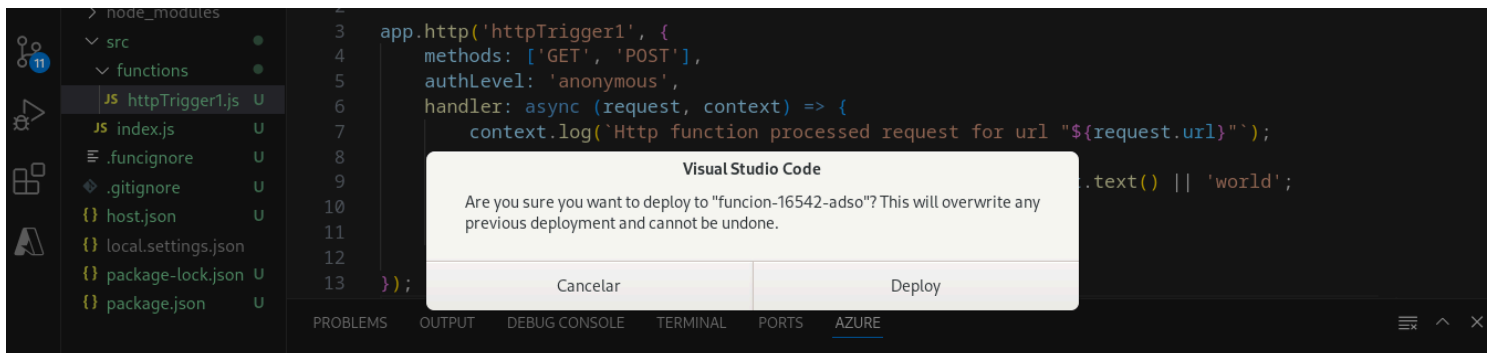 node_modules
src
functions
JS httpTrigger1.js U
JS index.js U
.funcignore U
.gitignore U
{} host.json U
{} local.settings.json
{} package-lock.json U
{} package.json U
11
2
3 app.http('httpTrigger1', {
4 methods: ['GET', 'POST'],
5 authLevel: 'anonymous',
6 handler: async (request, context) => {
7 context.log(`Http function processed request for url "${request.url}"`);
8
9 .text() || 'world';
10
11
12
13 });
Visual Studio Code
Are you sure you want to deploy to "funcion-16542-adso"? This will overwrite any
previous deployment and cannot be undone.
Cancelar Deploy
PROBLEMS OUTPUT DEBUG CONSOLE TERMINAL PORTS AZURE